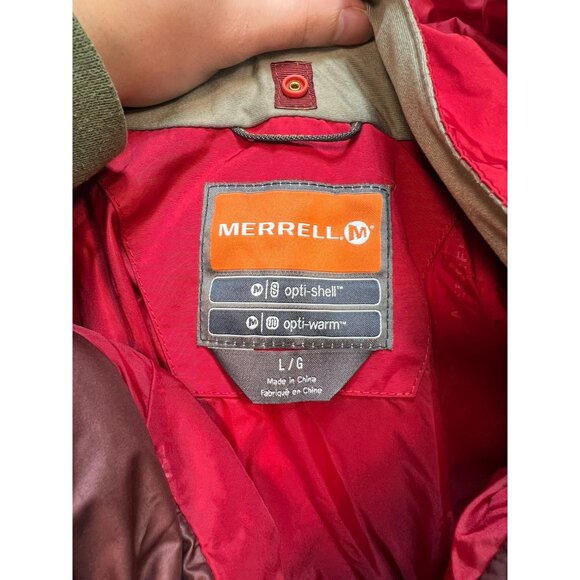 MERRELL M
M opti-shell™
M opti-warm™
L/G
Made in China
Fabriqué en Chine